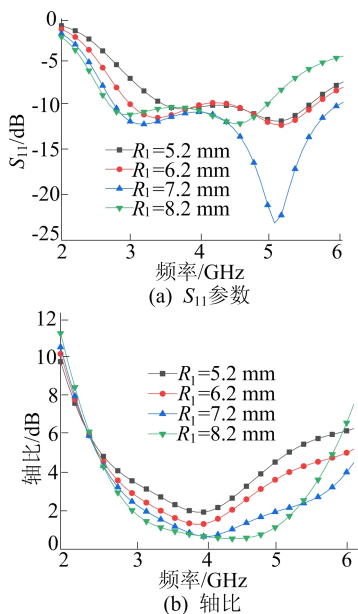 0
-5
-10
-15
-20
-25
S₁₁/dB
R₁=5.2 mm
R₁=6.2 mm
R₁=7.2 mm
R₁=8.2 mm
2 3 4 5 6
频率/GHz
(a) S₁₁参数
12
10
8
6
4
2
0
轴比/dB
R₁=5.2 mm
R₁=6.2 mm
R₁=7.2 mm
R₁=8.2 mm
2 3 4 5 6
频率/GHz
(b) 轴比